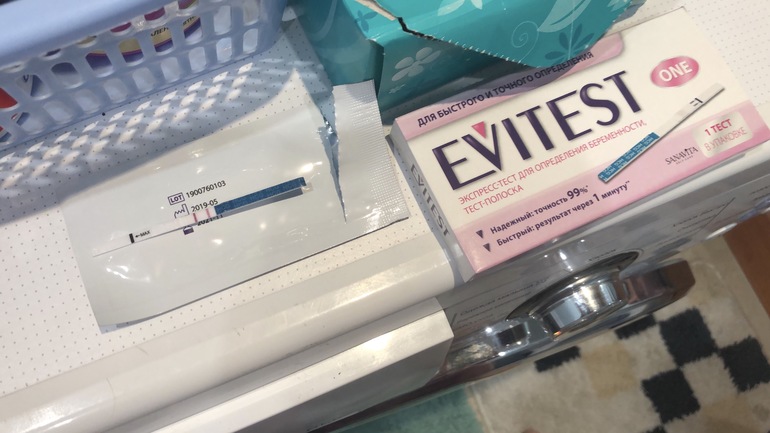 ДЛЯ БЫСТРОГО И ТОЧНОГО ОПРЕДЕЛЕНИЯ
EVITEST
ONE
ЭКСПРЕСС-ТЕСТ ДЛЯ ОПРЕДЕЛЕНИЯ БЕРЕМЕННОСТИ,
ТЕСТ-ПОЛОСКА
1 ТЕСТ
В УПАКОВКЕ
SANAVITA
Надежный: точность 99%*
Быстрый: результат через 1 минуту**
EVITEST
LOT 1900760103
2019-05
MAX